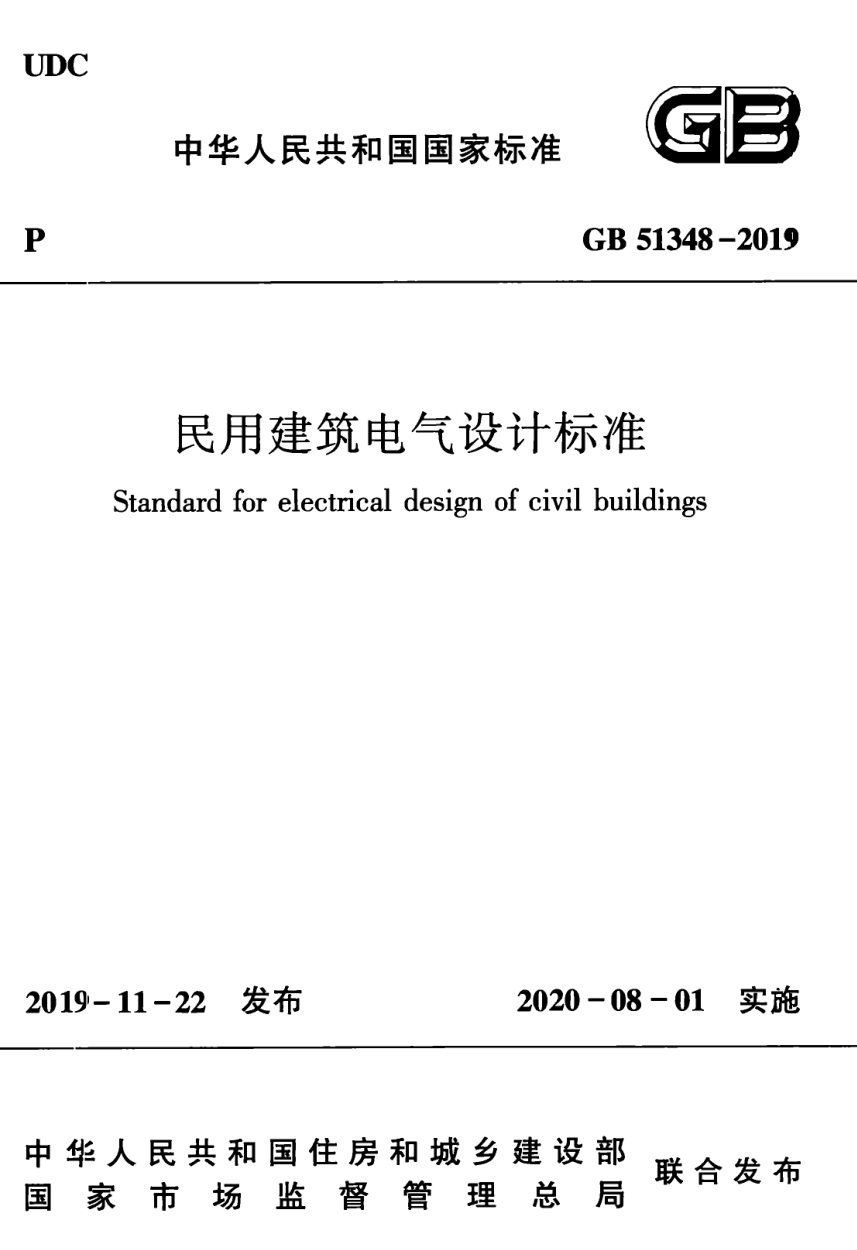 UDC
中华人民共和国国家标准
GB
P
GB 51348-2019
民用建筑电气设计标准
Standard for electrical design of civil buildings
2019-11-22 发布
2020-08-01 实施
中华人民共和国住房和城乡建设部
国家市场监督管理总局
联合发布